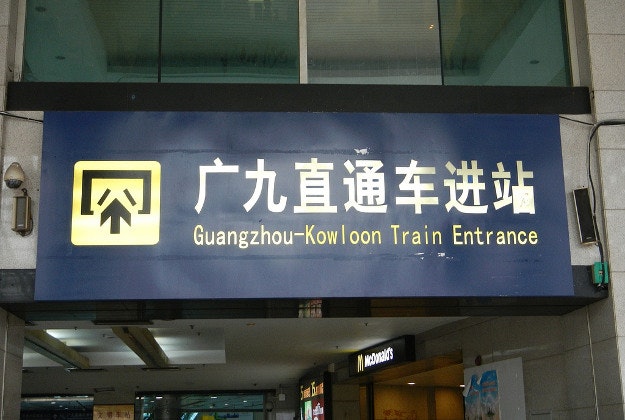 广九直通车进站
Guangzhou-Kowloon Train Entrance
McDonald's